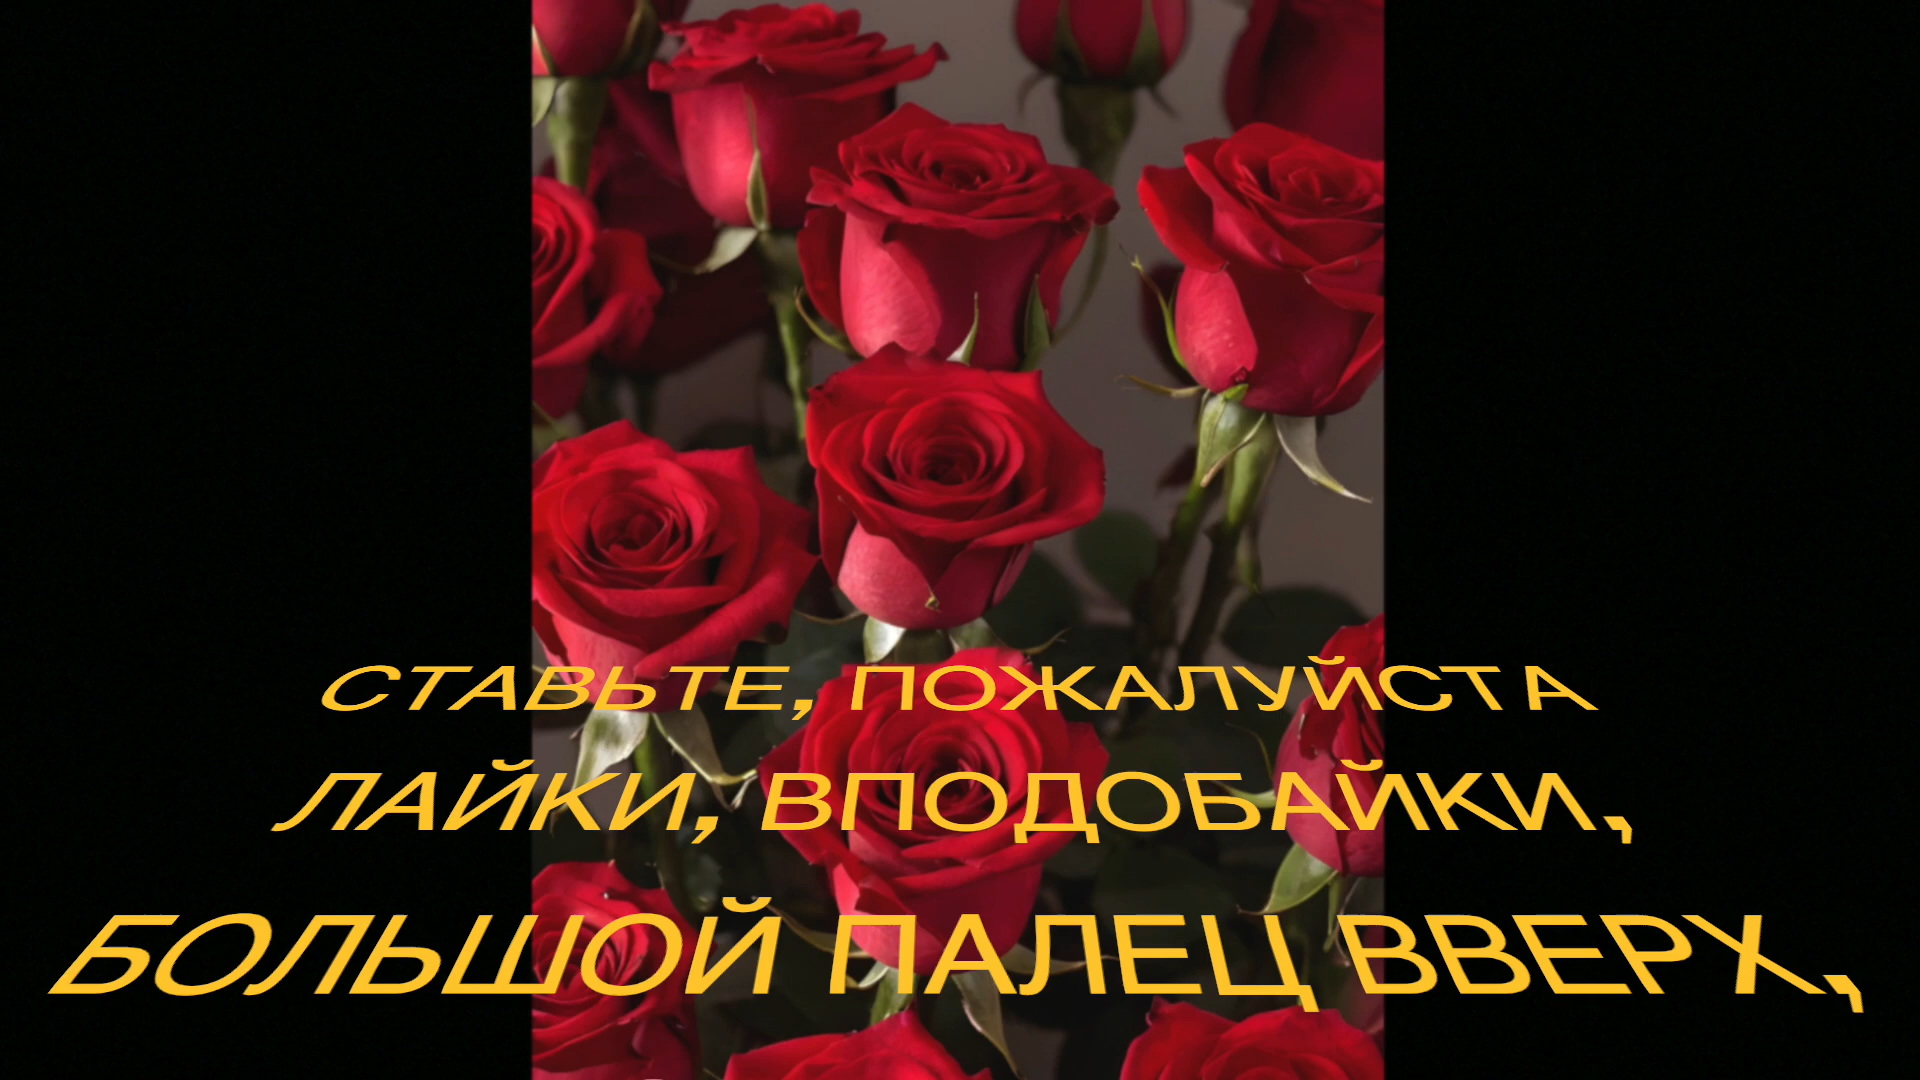 СТАВЬТЕ, ПОЖАЛУЙСТА
ЛАЙКИ, ВПОДОБАЙКИ,
БОЛЬШОЙ ПАЛЕЦ ВВЕРХ,